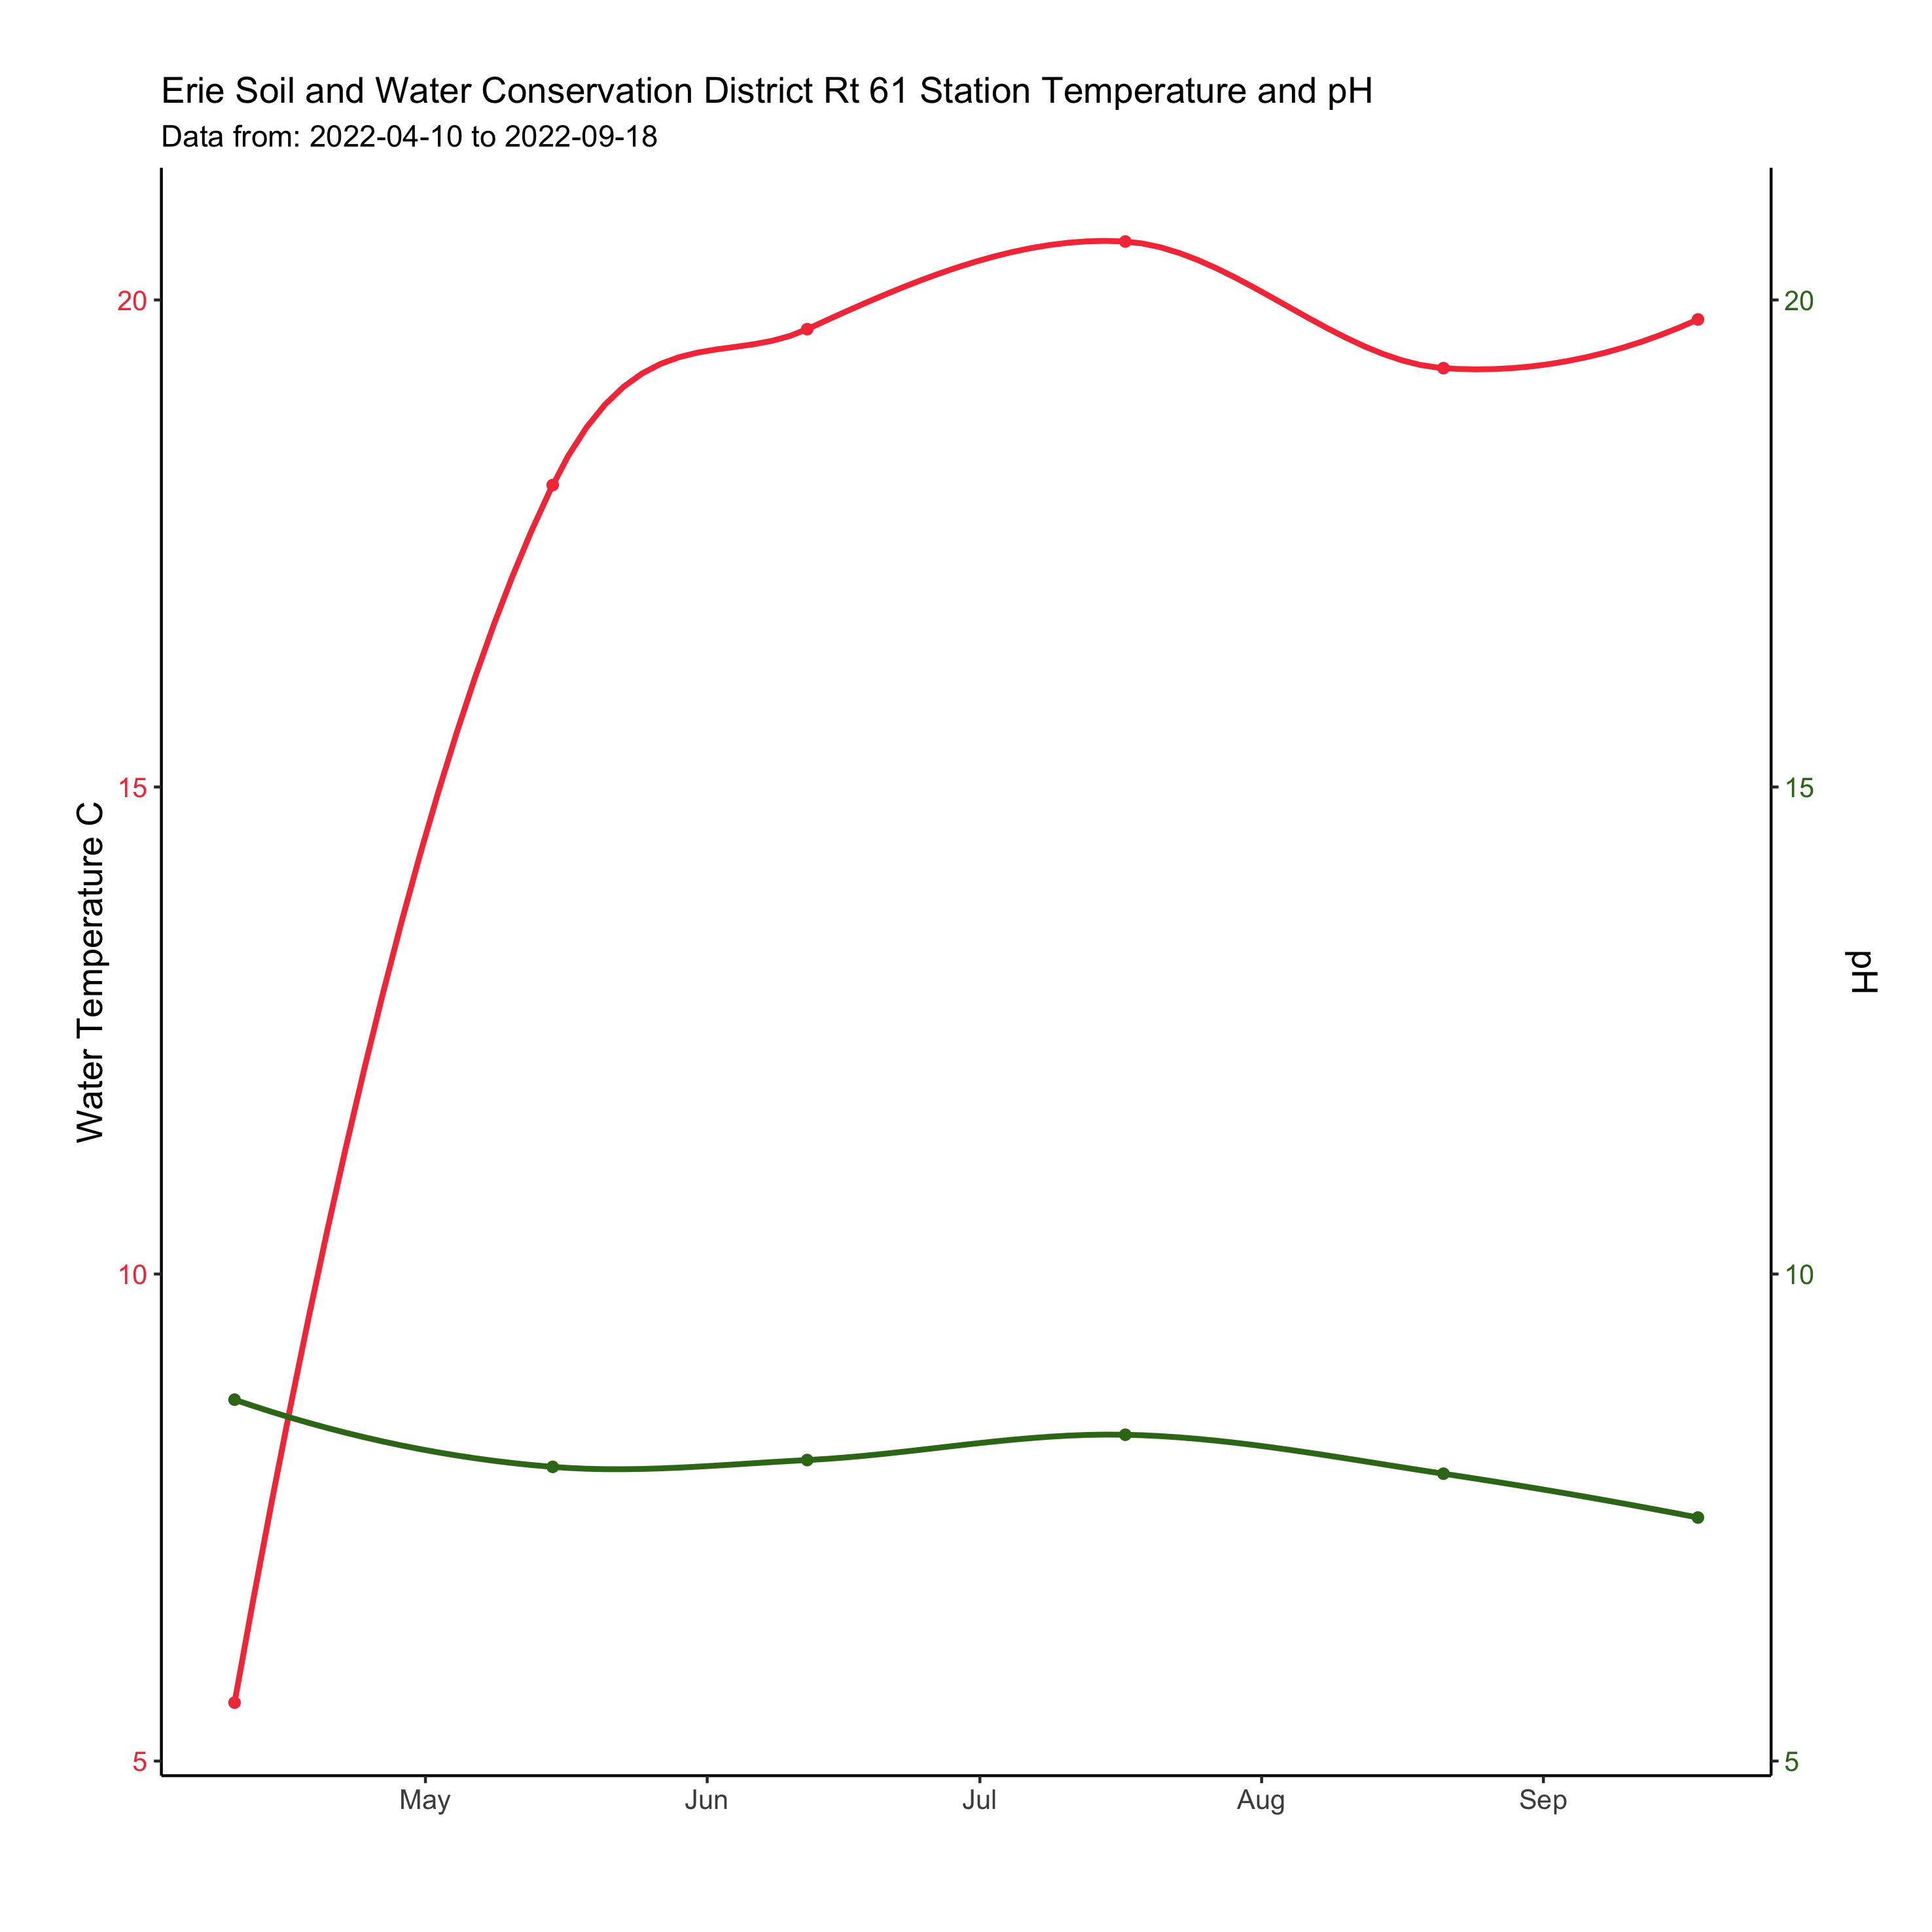 Erie Soil and Water Conservation District Rt 61 Station Temperature and pH
Data from: 2022-04-10 to 2022-09-18
Water Temperature C
20
15
10
5
20
15
10
5
pH
May Jun Jul Aug Sep